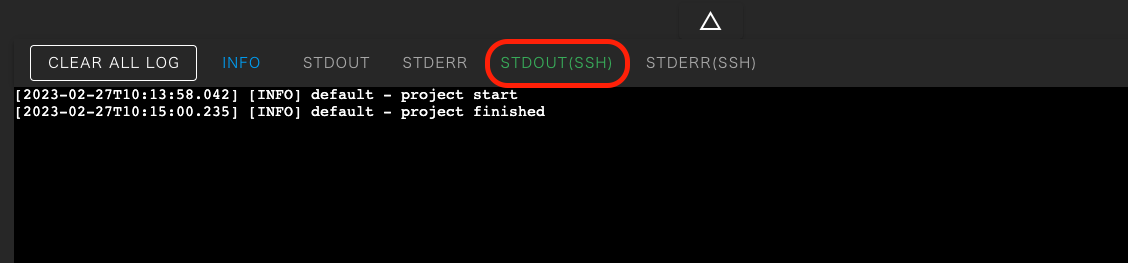 CLEAR ALL LOG INFO STDOUT STDERR STDOUT(SSH) STDERR(SSH)
[2023-02-27T10:13:58.042] [INFO] default - project start
[2023-02-27T10:15:00.235] [INFO] default - project finished